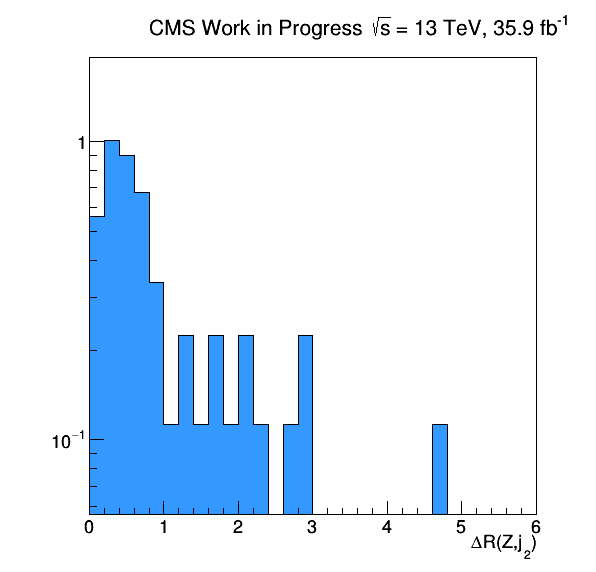 CMS Work in Progress √s = 13 TeV, 35.9 fb⁻¹
1
10⁻¹
0 1 2 3 4 5 6
ΔR(Z,j₂)